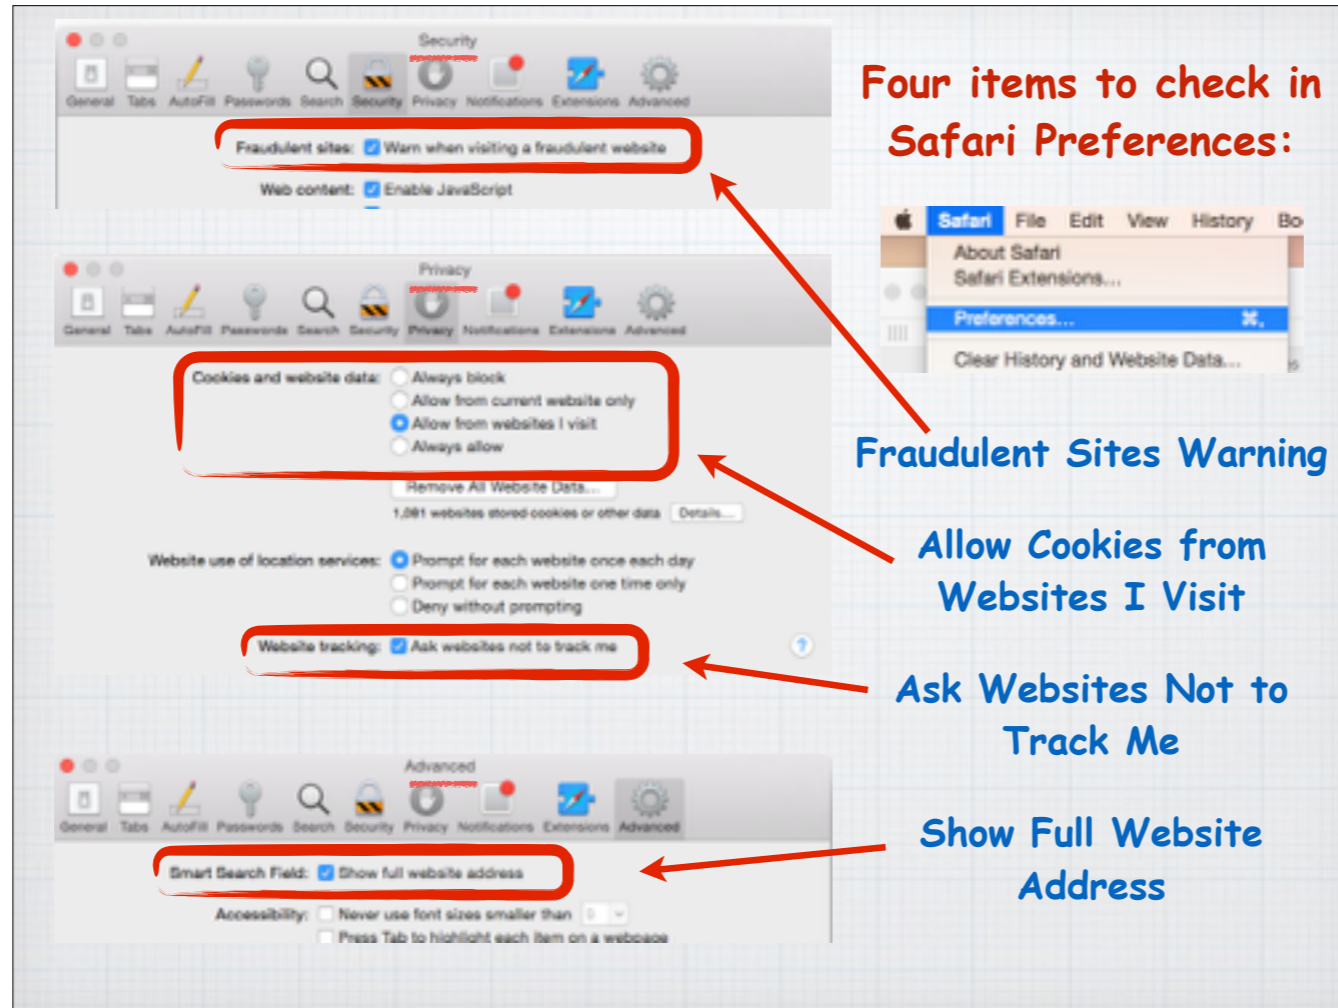 Security
General Tabs AutoFill Passwords Search Security Privacy Notifications Extensions Advanced
Fraudulent sites: Warn when visiting a fraudulent website
Web content: Enable JavaScript
Privacy
General Tabs AutoFill Passwords Search Security Privacy Notifications Extensions Advanced
Cookies and website data: Always block
Allow from current website only
Allow from websites I visit
Always allow
Remove All Website Data...
1,081 websites stored cookies or other data Details...
Website use of location services: Prompt for each website once each day
Prompt for each website one time only
Deny without prompting
Website tracking: Ask websites not to track me
?
Advanced
General Tabs AutoFill Passwords Search Security Privacy Notifications Extensions Advanced
Smart Search Field: Show full website address
Accessibility: Never use font sizes smaller than
Press Tab to highlight each item on a webpage
Four items to check in
Safari Preferences:
Safari File Edit View History Bo
About Safari
Safari Extensions...
Preferences... ⌘,
Clear History and Website Data...
Fraudulent Sites Warning
Allow Cookies from
Websites I Visit
Ask Websites Not to
Track Me
Show Full Website
Address